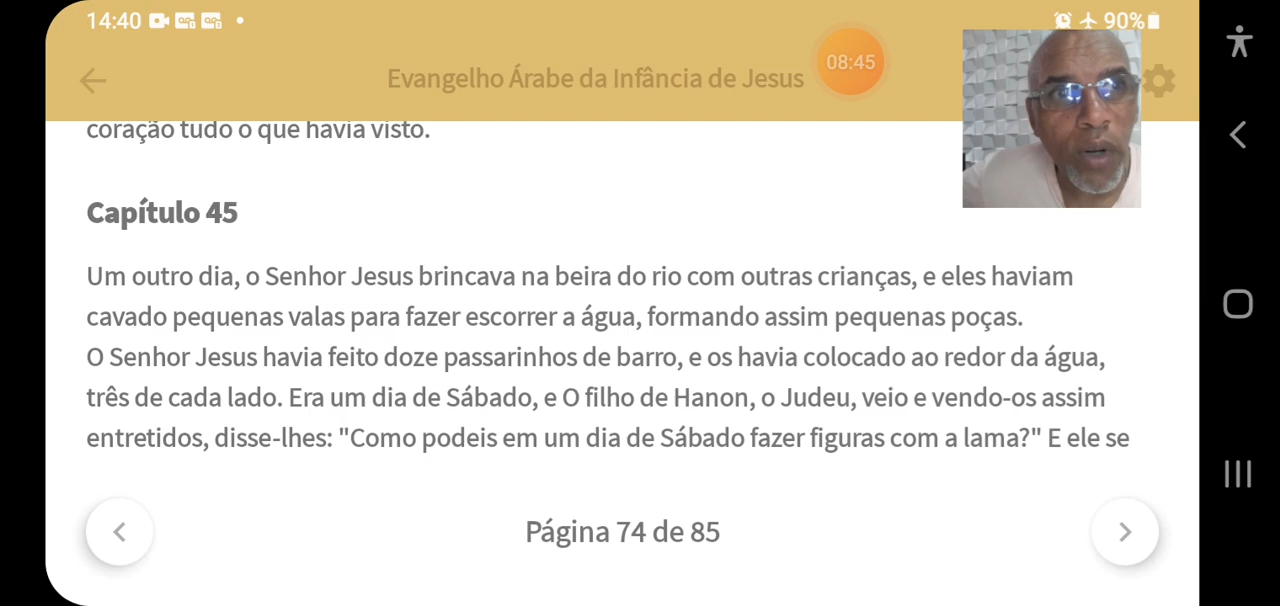 14:40
90%
Evangelho Árabe da Infância de Jesus
08:45
coração tudo o que havia visto.
Capítulo 45
Um outro dia, o Senhor Jesus brincava na beira do rio com outras crianças, e eles haviam
cavado pequenas valas para fazer escorrer a água, formando assim pequenas poças.
O Senhor Jesus havia feito doze passarinhos de barro, e os havia colocado ao redor da água,
três de cada lado. Era um dia de Sábado, e O filho de Hanon, o Judeu, veio e vendo-os assim
entretidos, disse-lhes: "Como podeis em um dia de Sábado fazer figuras com a lama?" E ele se
Página 74 de 85